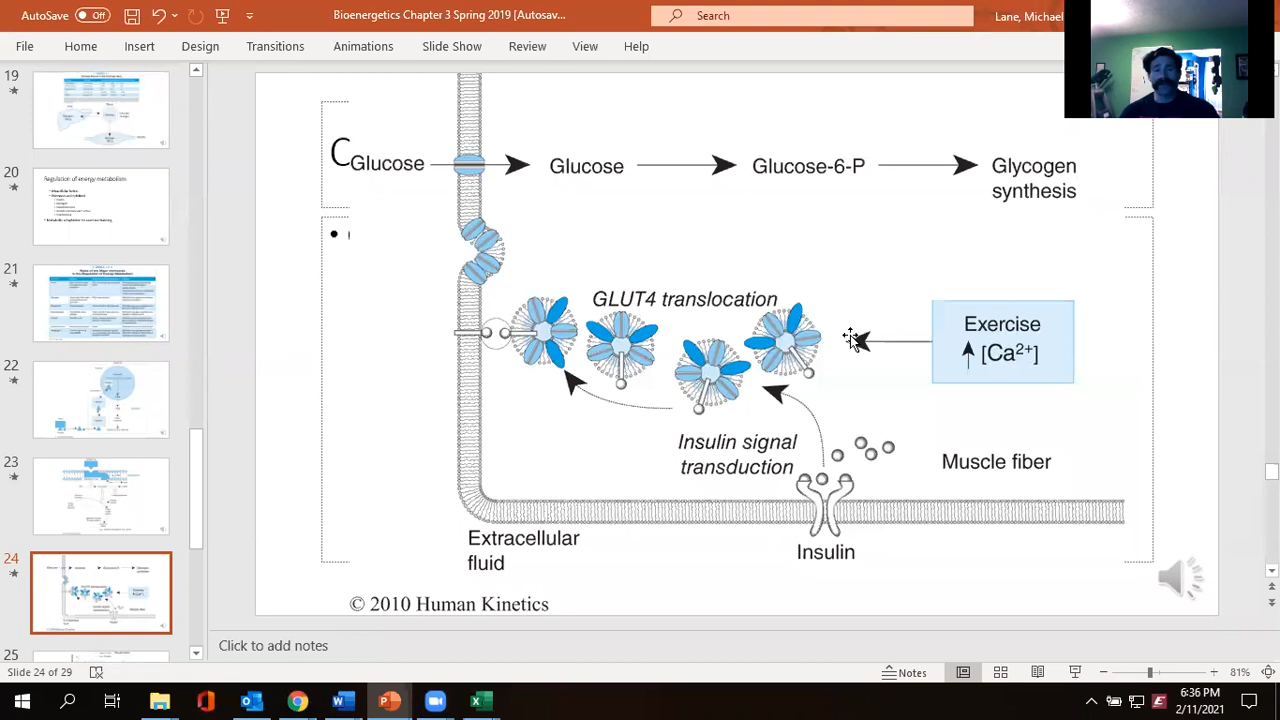 AutoSave Off
Bioenergetics Chapter 3 Spring 2019 [Autosav...
Search
Lane, Michael
File Home Insert Design Transitions Animations Slide Show Review View Help
19
20
Regulation of energy metabolism
21
22
23
24
25
C
Glucose
Glucose
Glucose-6-P
Glycogen
synthesis
GLUT4 translocation
Exercise
[Ca2+]
Insulin signal
transduction
Muscle fiber
Extracellular
fluid
Insulin
© 2010 Human Kinetics
Click to add notes
Slide 24 of 29
Notes
81%
6:36 PM
2/11/2021